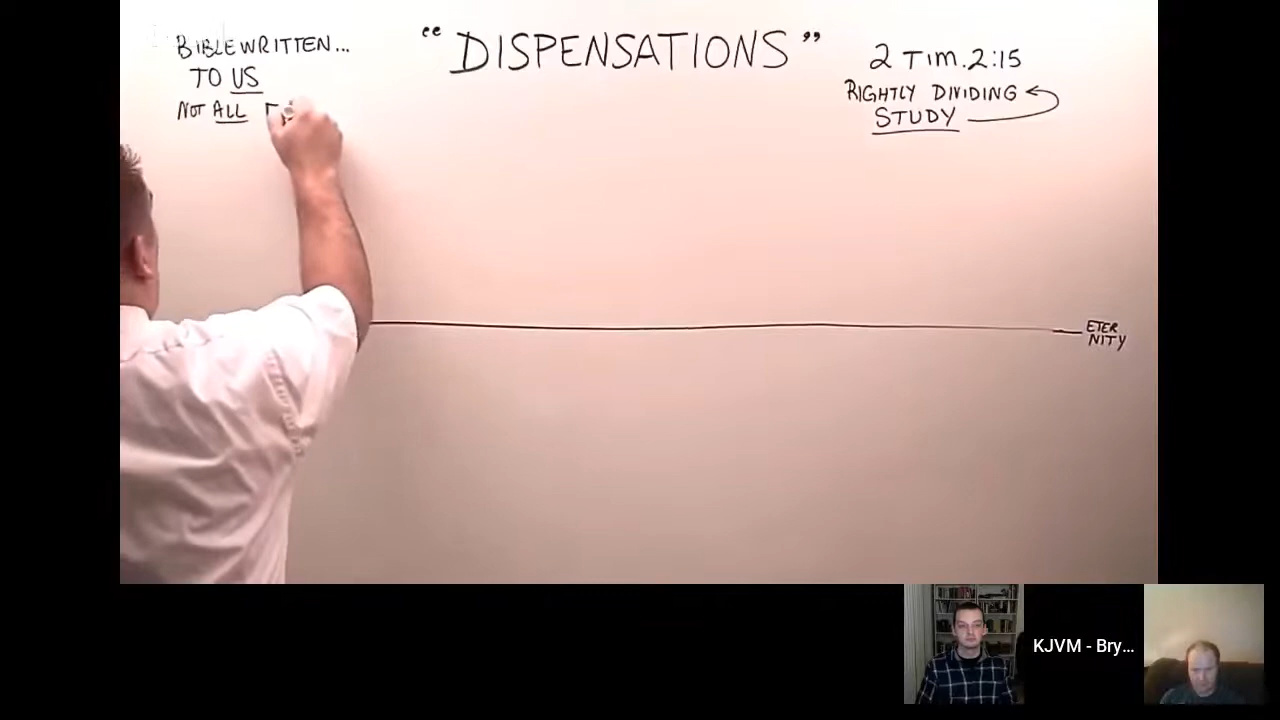 BIBLE WRITTEN...
TO US
NOT ALL
"DISPENSATIONS"
2 TIM. 2:15
RIGHTLY DIVIDING
STUDY
ETER
NITY
KJVM - Bry...